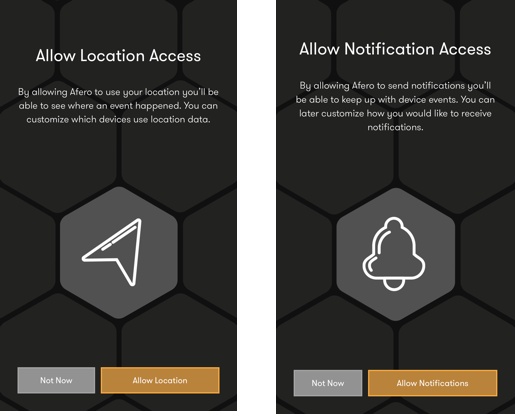 Allow Location Access
By allowing Afero to use your location you'll be
able to see where an event happened. You can
customize which devices use location data.
Not Now
Allow Location
Allow Notification Access
By allowing Afero to send notifications you'll
be able to keep up with device events. You can
later customize how you would like to receive
notifications.
Not Now
Allow Notifications